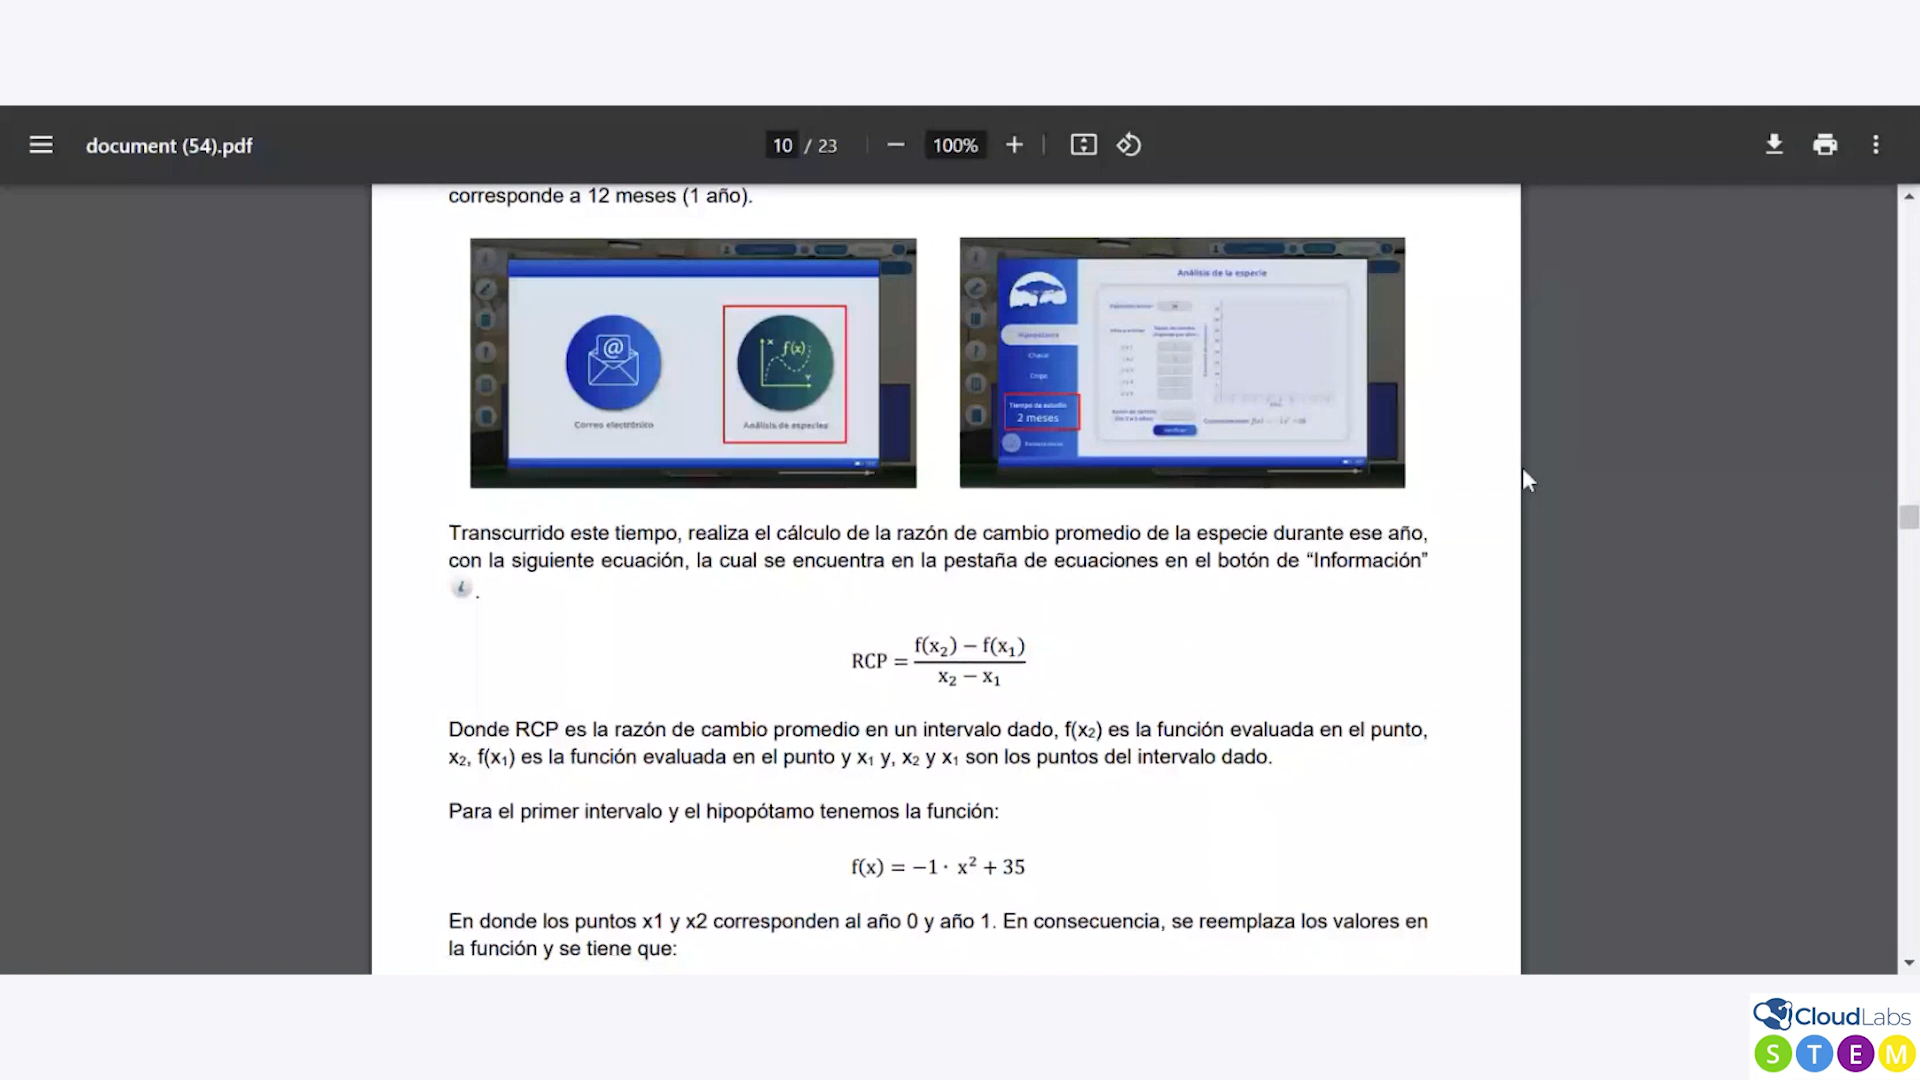 document (54).pdf
10 / 23
100%
corresponde a 12 meses (1 año).
Correo electrónico
Análisis de especies
Análisis de la especie
Hipopótamo
Chacal
Tiempo de estudio
2 meses
Verificar
Transcurrido este tiempo, realiza el cálculo de la razón de cambio promedio de la especie durante ese año,
con la siguiente ecuación, la cual se encuentra en la pestaña de ecuaciones en el botón de “Información”
i .
RCP = f(x₂) − f(x₁) / x₂ − x₁
Donde RCP es la razón de cambio promedio en un intervalo dado, f(x₂) es la función evaluada en el punto,
x₂, f(x₁) es la función evaluada en el punto y x₁ y, x₂ y x₁ son los puntos del intervalo dado.
Para el primer intervalo y el hipopótamo tenemos la función:
f(x) = −1 · x² + 35
En donde los puntos x1 y x2 corresponden al año 0 y año 1. En consecuencia, se reemplaza los valores en
la función y se tiene que:
CloudLabs
STEM